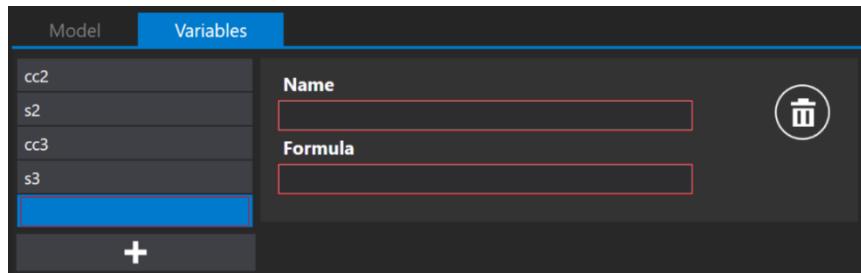 Model Variables
cc2
s2
cc3
s3
Name
Formula